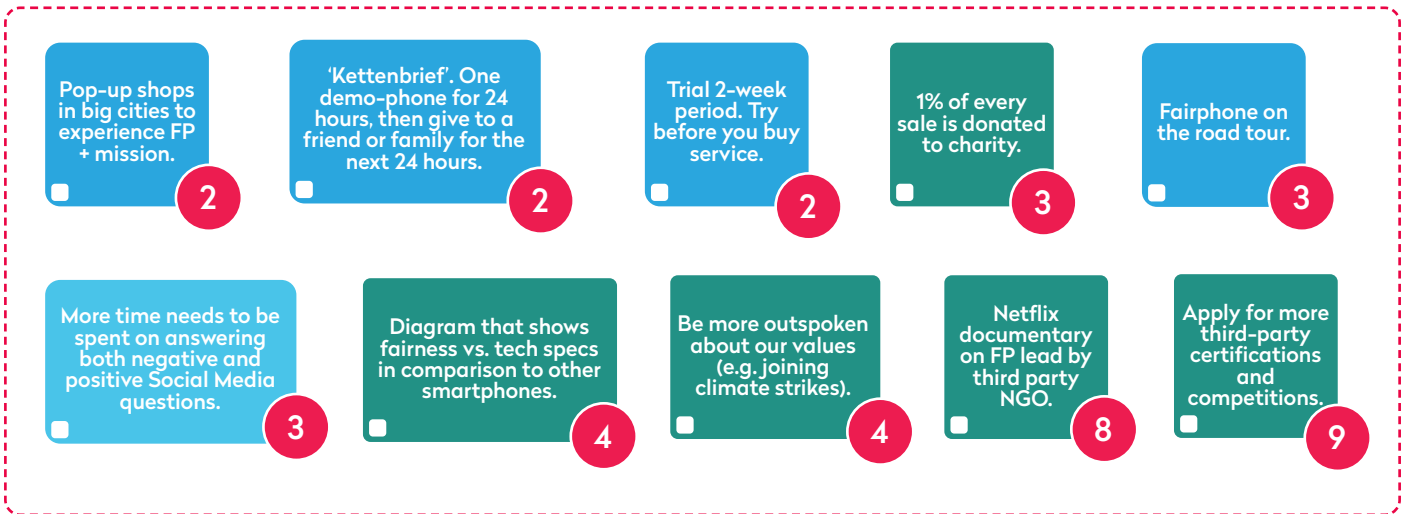 Pop-up shops
in big cities to
experience FP
+ mission.
2
‘Kettenbrief’. One
demo-phone for 24
hours, then give to a
friend or family for the
next 24 hours.
2
Trial 2-week
period. Try
before you buy
service.
2
1% of every
sale is donated
to charity.
3
Fairphone on
the road tour.
3
More time needs to be
spent on answering
both negative and
positive Social Media
questions.
3
Diagram that shows
fairness vs. tech specs
in comparison to other
smartphones.
4
Be more outspoken
about our values
(e.g. joining
climate strikes).
4
Netflix
documentary
on FP lead by
third party
NGO.
8
Apply for more
third-party
certifications
and
competitions.
9